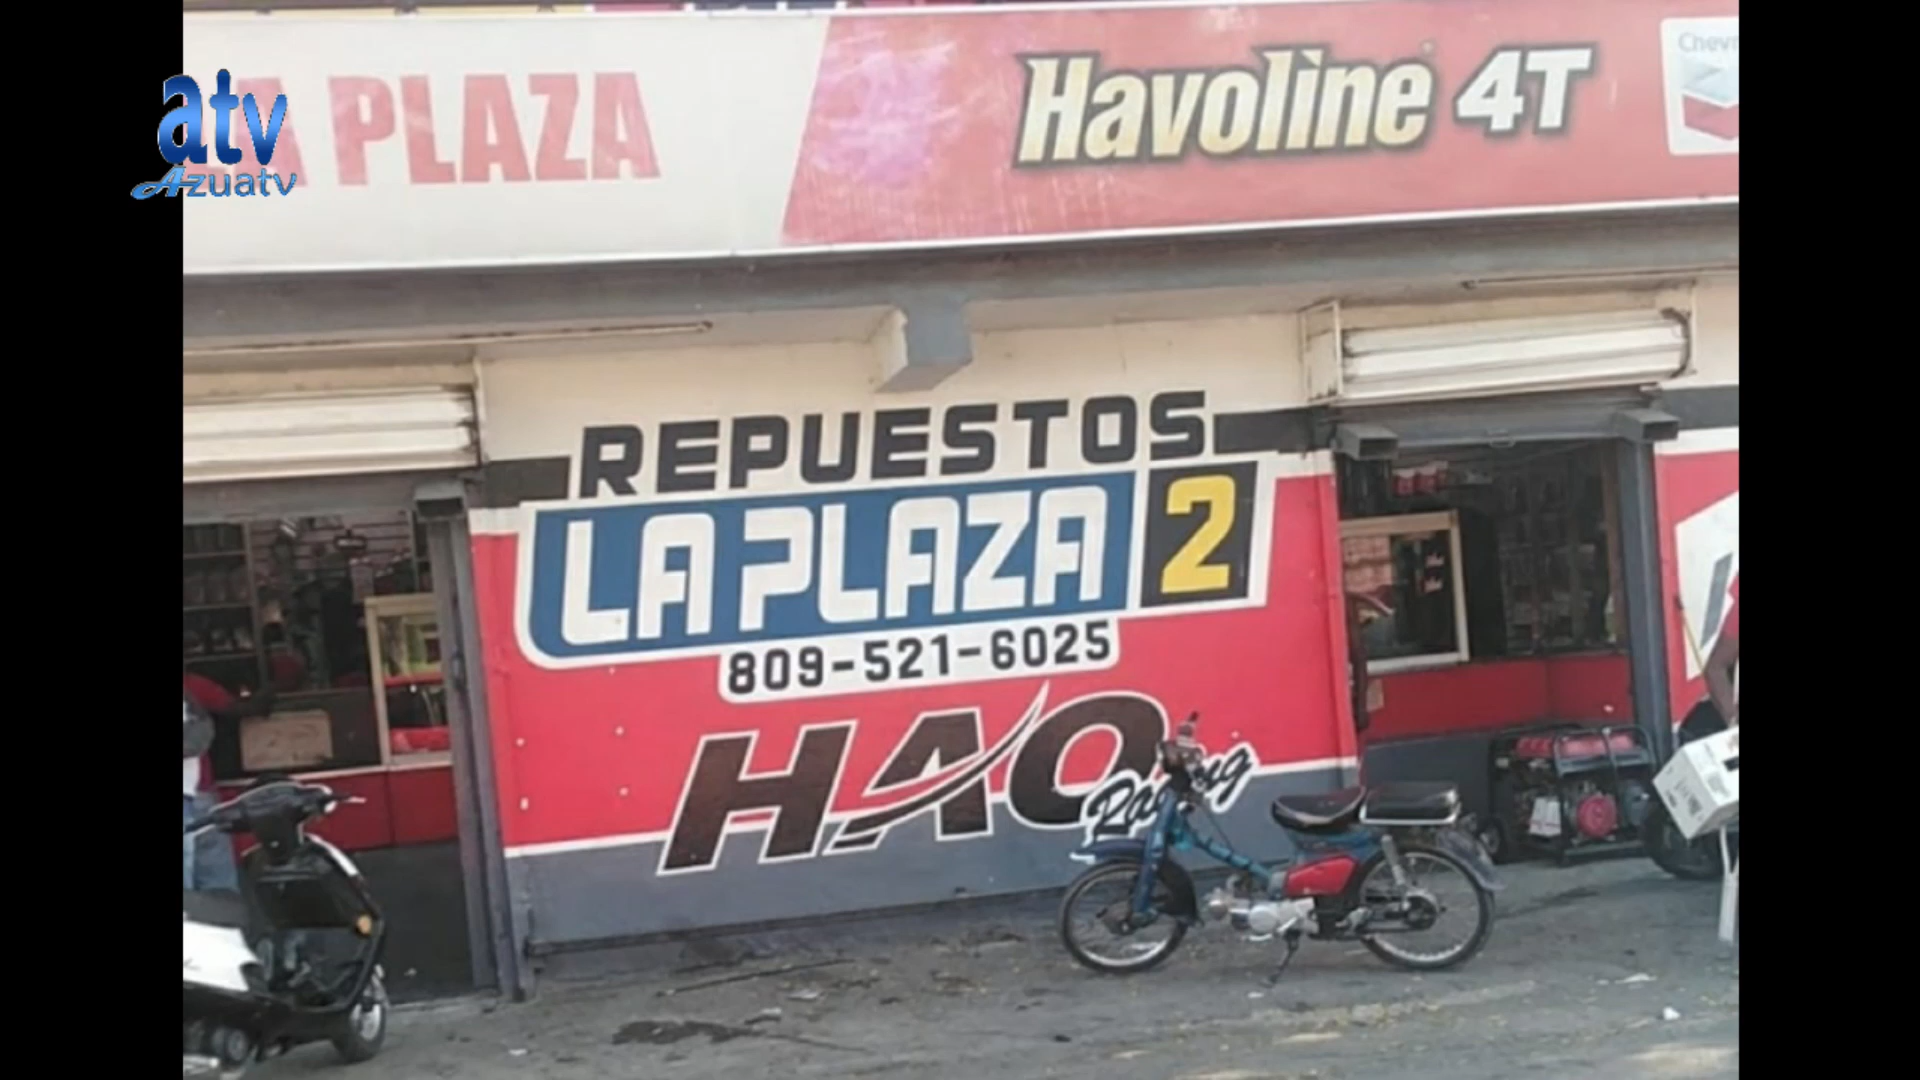 PLAZA
Havoline 4T
atv
Azuatv
REPUESTOS
LA PLAZA 2
809-521-6025
HAO